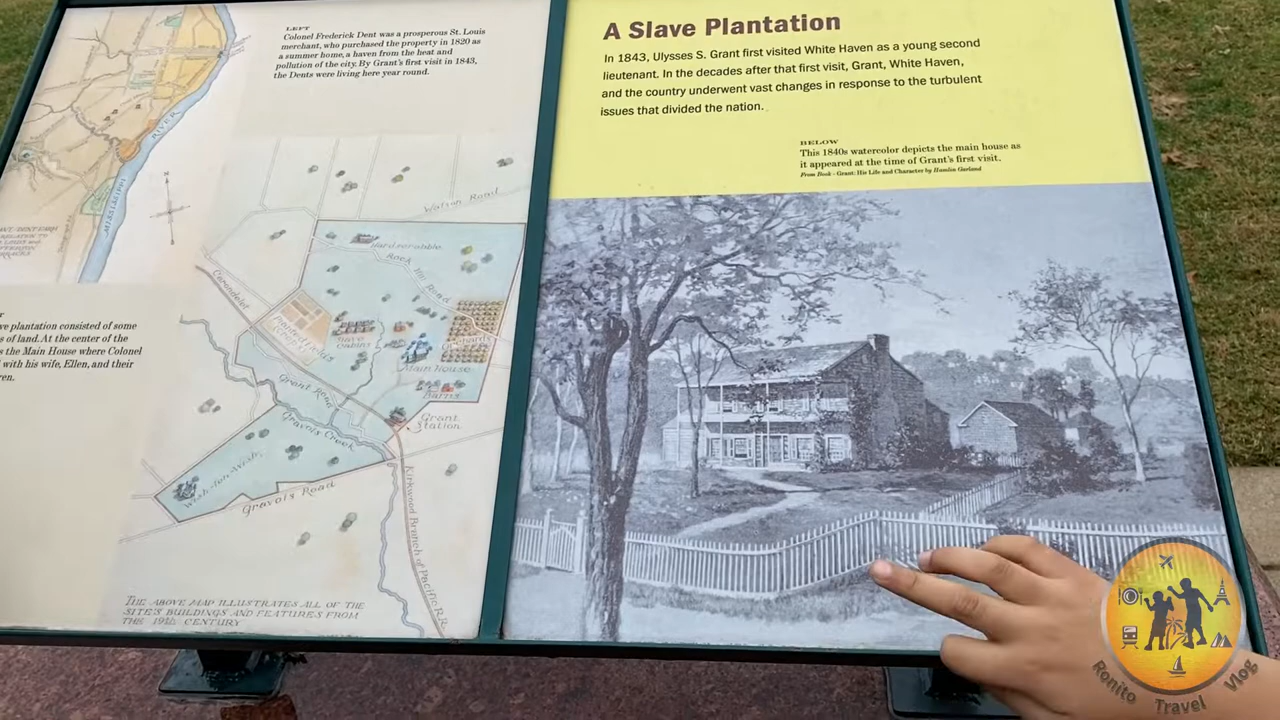 LEFT
Colonel Frederick Dent was a prosperous St. Louis
merchant, who purchased the property in 1820 as
a summer home, a haven from the heat and
pollution of the city. By Grant's first visit in 1843,
the Dents were living here year round.
RIVER
MISSISSIPPI
N
Watson Road
Hardscrabble
Rock Hill Road
Carondelet
Planted Fields
Slave
Cabins
Orchards
Main House
Barns
Grant Road
Grant
Station
Gravois Creek
Wish-ton-wish
Gravois Road
Kirkwood Branch of Pacific R.R.
ve plantation consisted of some
s of land. At the center of the
s the Main House where Colonel
with his wife, Ellen, and their
ren.
THE ABOVE MAP ILLUSTRATES ALL OF THE
SITE'S BUILDINGS AND FEATURES FROM
THE 19TH CENTURY
A Slave Plantation
In 1843, Ulysses S. Grant first visited White Haven as a young second
lieutenant. In the decades after that first visit, Grant, White Haven,
and the country underwent vast changes in response to the turbulent
issues that divided the nation.
BELOW
This 1840s watercolor depicts the main house as
it appeared at the time of Grant's first visit.
From Book - Grant: His Life and Character by Hamlin Garland
Ronito Travel Vlog